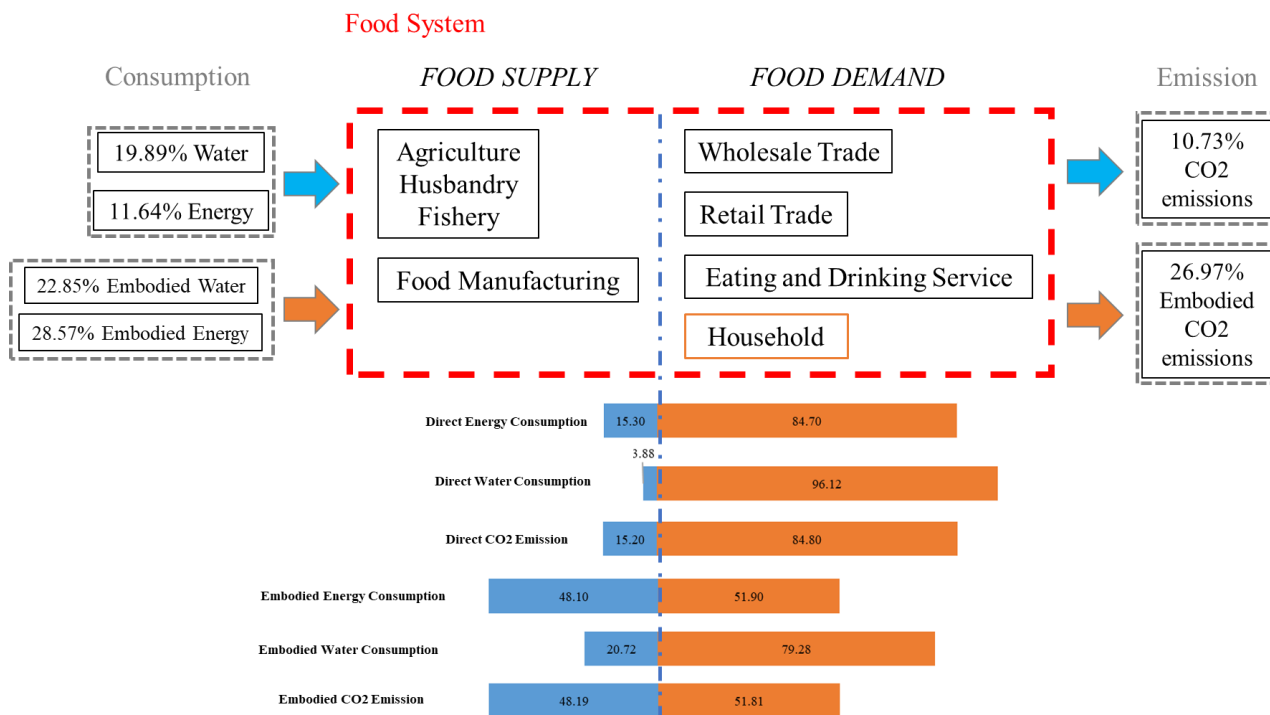 Food System
Consumption
FOOD SUPPLY
FOOD DEMAND
Emission
19.89% Water
11.64% Energy
22.85% Embodied Water
28.57% Embodied Energy
Agriculture
Husbandry
Fishery
Food Manufacturing
Wholesale Trade
Retail Trade
Eating and Drinking Service
Household
10.73%
CO2
emissions
26.97%
Embodied
CO2
emissions
Direct Energy Consumption
15.30
84.70
Direct Water Consumption
3.88
96.12
Direct CO2 Emission
15.20
84.80
Embodied Energy Consumption
48.10
51.90
Embodied Water Consumption
20.72
79.28
Embodied CO2 Emission
48.19
51.81